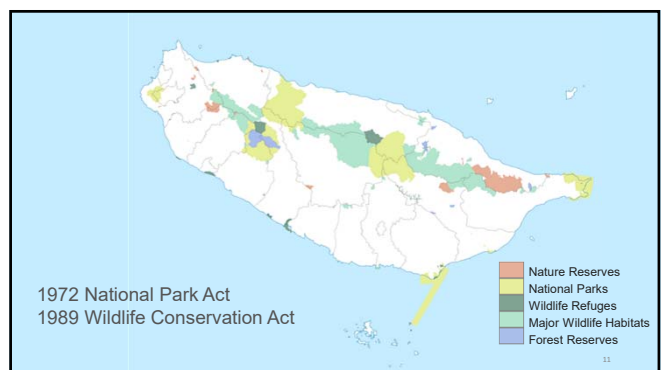 1972 National Park Act
1989 Wildlife Conservation Act
Nature Reserves
National Parks
Wildlife Refuges
Major Wildlife Habitats
Forest Reserves
11